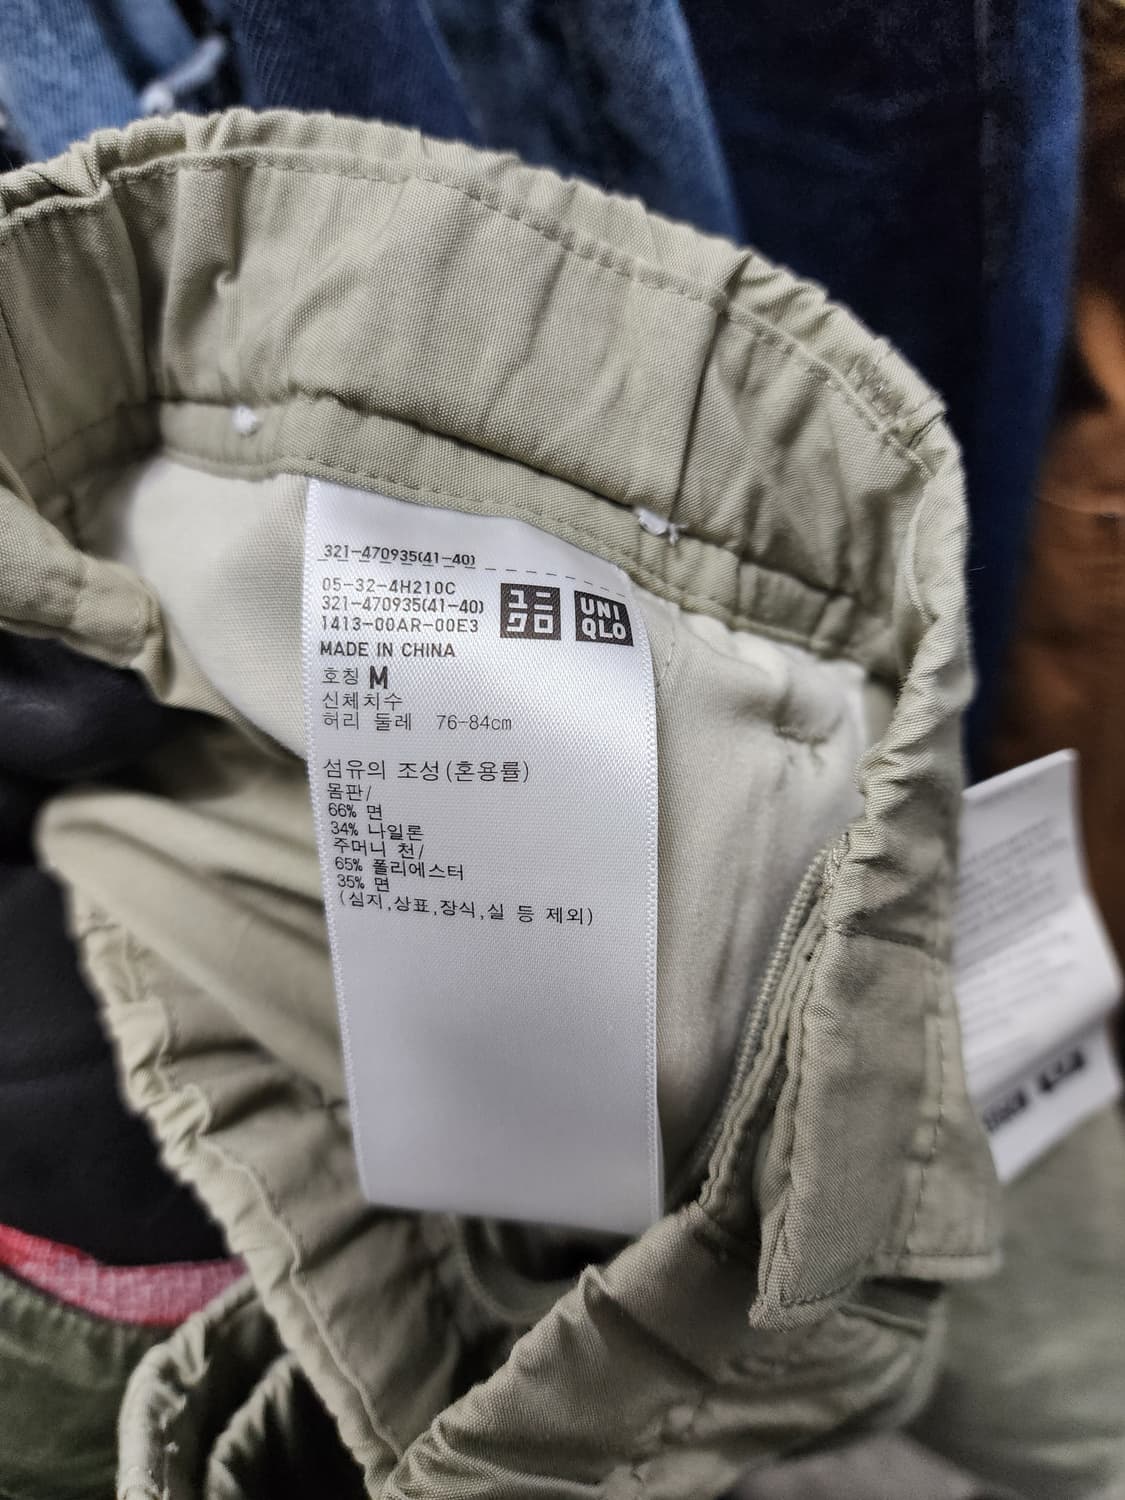 321-470935(41-40)
05-32-4H210C
321-470935(41-40)
1413-00AR-00E3
ユニ
クロ
UNI
QLO
MADE IN CHINA
호칭 M
신체치수
허리 둘레 76-84cm
섬유의 조성(혼용률)
몸판/
66% 면
34% 나일론
주머니 천/
65% 폴리에스터
35% 면
(심지,상표,장식,실 등 제외)